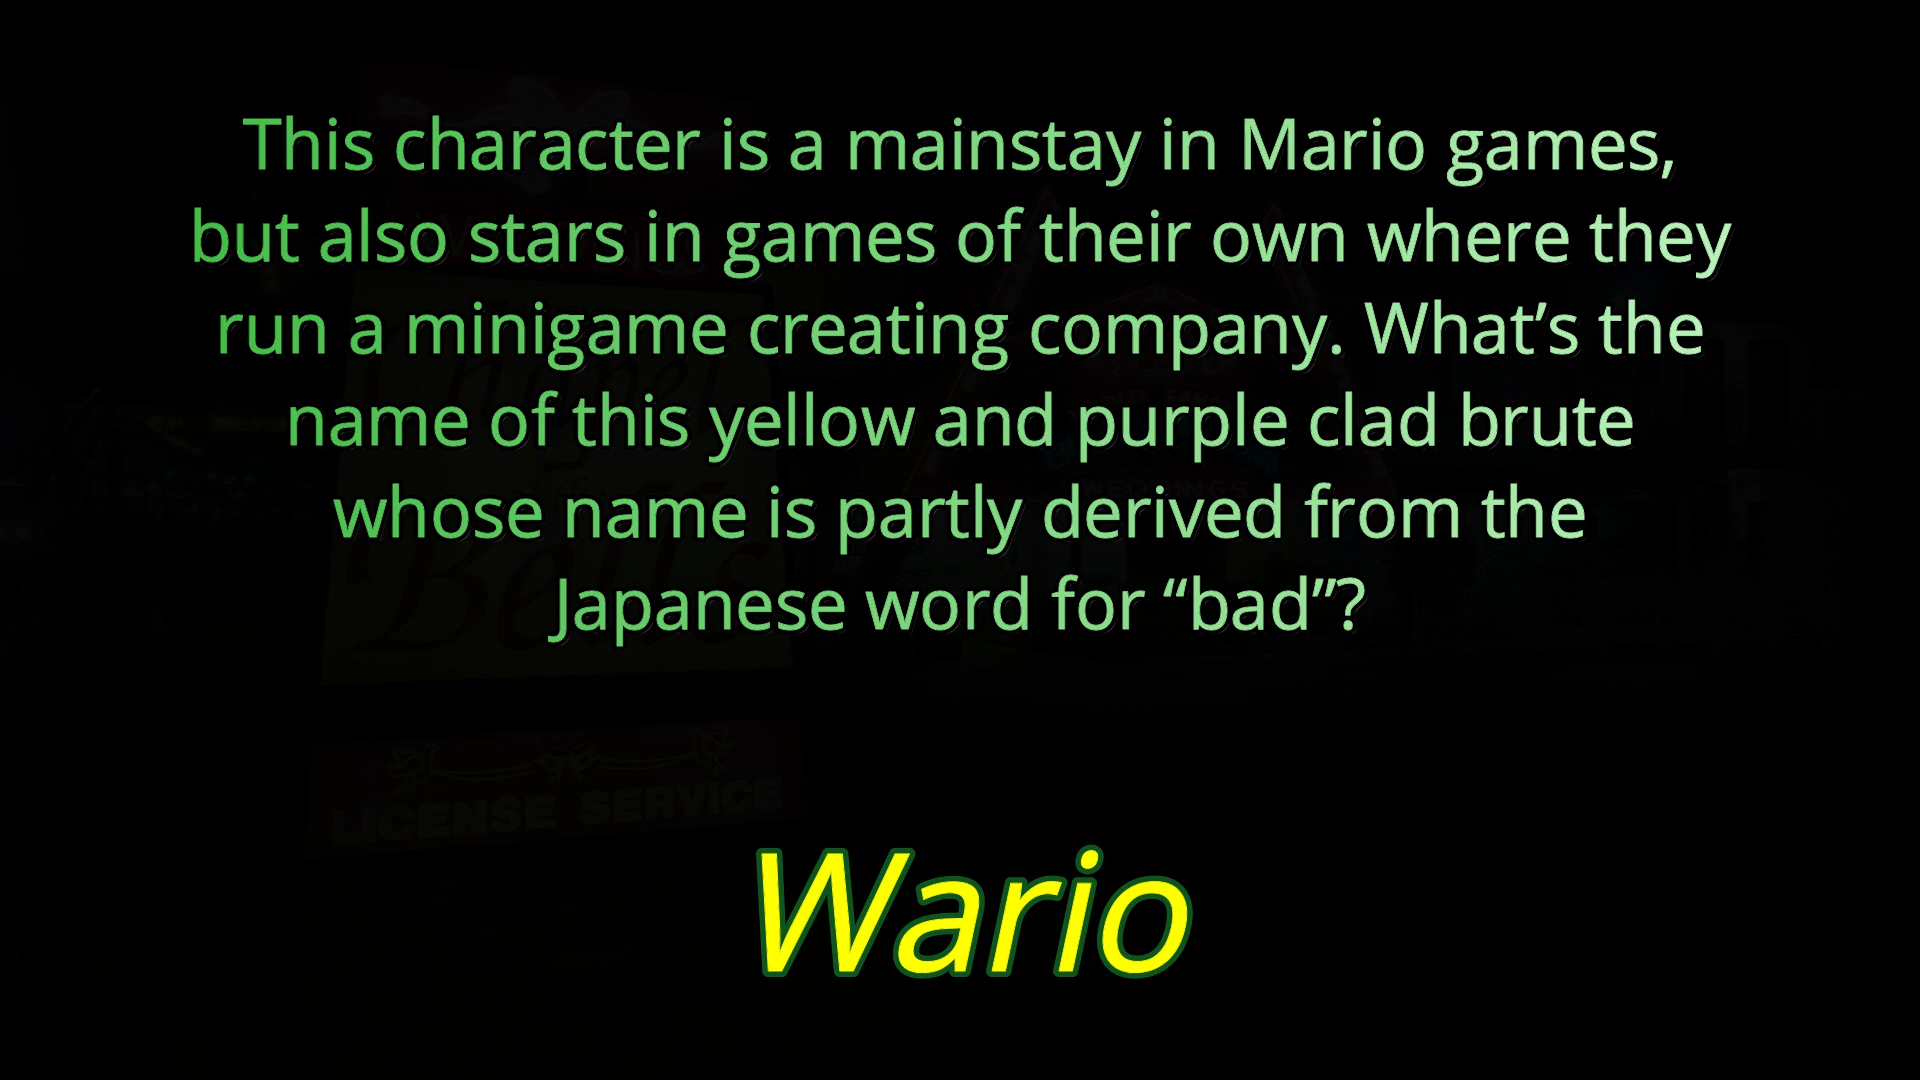 This character is a mainstay in Mario games,
but also stars in games of their own where they
run a minigame creating company. What’s the
name of this yellow and purple clad brute
whose name is partly derived from the
Japanese word for “bad”?
LICENSE SERVICE
Wario